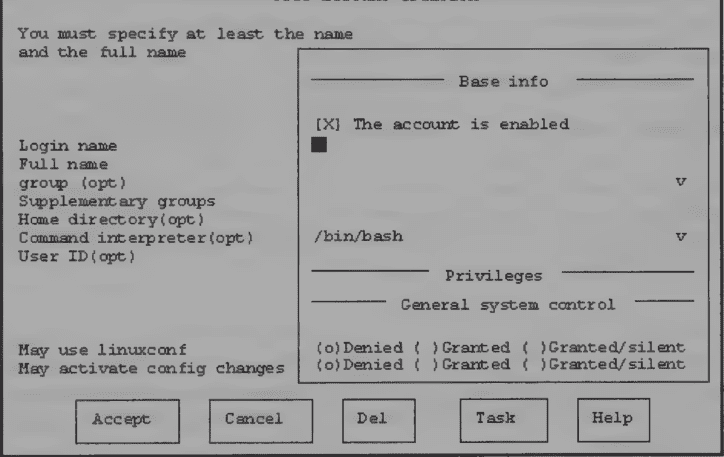 You must specify at least the name
and the full name
Base info
[X] The account is enabled
Login name
Full name
group (opt) v
Supplementary groups
Home directory(opt)
Command interpreter(opt) /bin/bash v
User ID(opt)
Privileges
General system control
May use linuxconf (o)Denied ( )Granted ( )Granted/silent
May activate config changes (o)Denied ( )Granted ( )Granted/silent
Accept Cancel Del Task Help